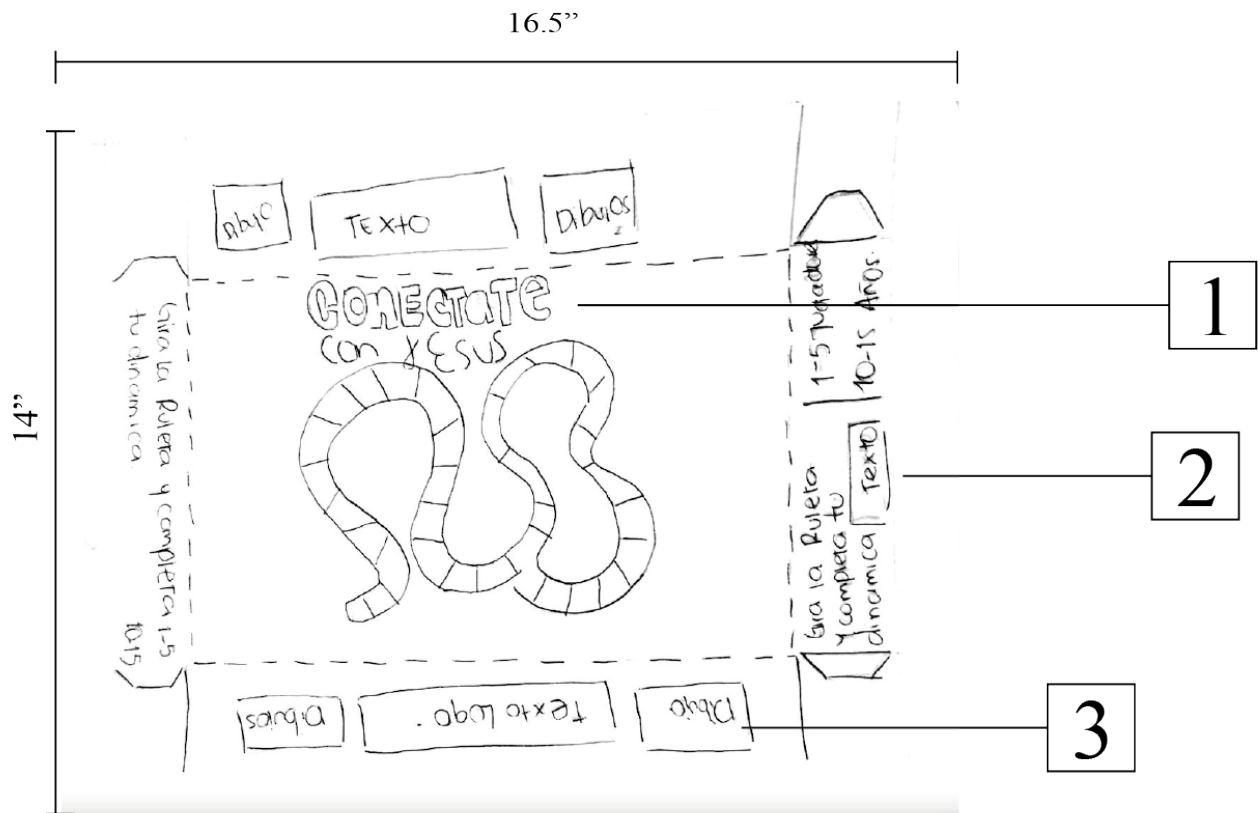 16.5”
14”
Dibujo
TEXTO
Dibujos
CONECTATE
con JESUS
Gira la Ruleta y completa
tu dinamica
1-5
10-15
1-5 Jugadores
10-15 Años.
Gira la Ruleta
y completa tu
dinamica
Texto
Dibujos
Texto Logo.
Dibujo
1
2
3